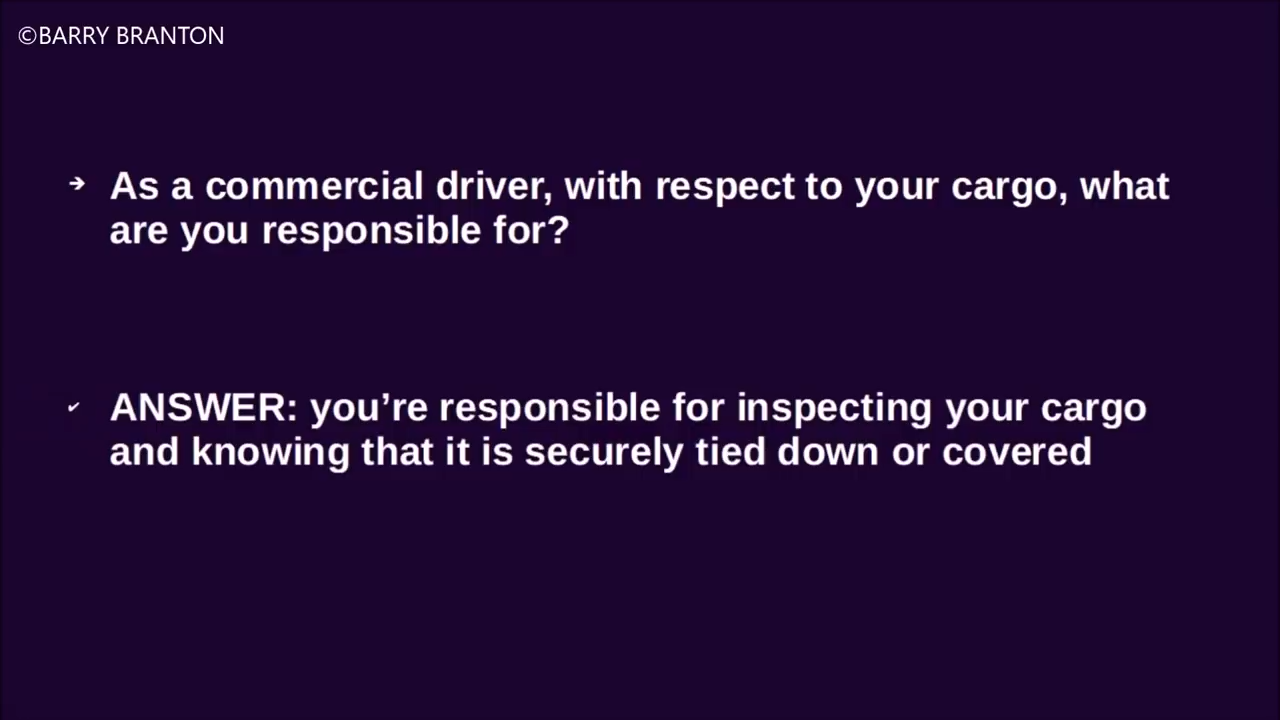 ©BARRY BRANTON
➔ As a commercial driver, with respect to your cargo, what
are you responsible for?
✔ ANSWER: you’re responsible for inspecting your cargo
and knowing that it is securely tied down or covered